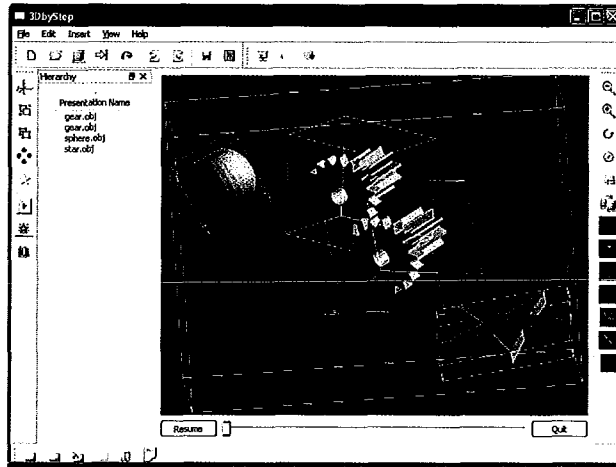 3DbyStep
File Edit Insert View Help
Hierarchy
Presentation Name
gear.obj
gear.obj
sphere.obj
star.obj
Resume
Quit